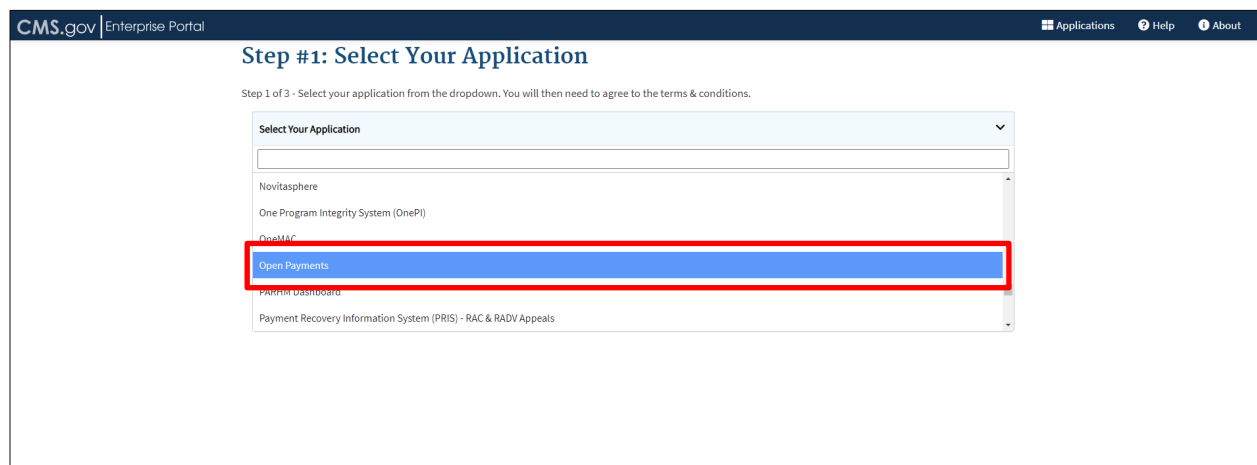 CMS.gov Enterprise Portal
Applications Help About
Step #1: Select Your Application
Step 1 of 3 - Select your application from the dropdown. You will then need to agree to the terms & conditions.
Select Your Application
Novitasphere
One Program Integrity System (OnePI)
OneMAC
Open Payments
PARHM Dashboard
Payment Recovery Information System (PRIS) - RAC & RADV Appeals